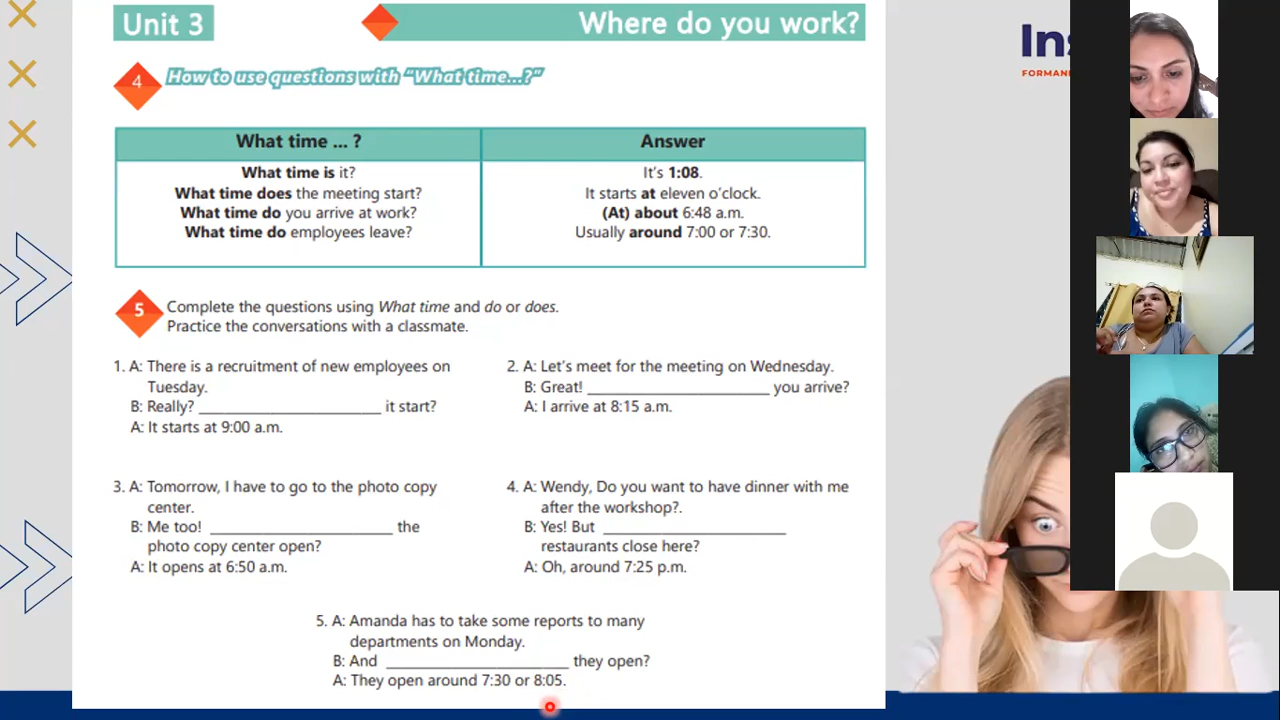 Unit 3
Where do you work?
4
How to use questions with “What time...?”
What time ... ?
Answer
What time is it?
It’s 1:08.
What time does the meeting start?
It starts at eleven o’clock.
What time do you arrive at work?
(At) about 6:48 a.m.
What time do employees leave?
Usually around 7:00 or 7:30.
5
Complete the questions using What time and do or does.
Practice the conversations with a classmate.
1. A: There is a recruitment of new employees on
Tuesday.
B: Really? ____________________ it start?
A: It starts at 9:00 a.m.
2. A: Let’s meet for the meeting on Wednesday.
B: Great! ____________________ you arrive?
A: I arrive at 8:15 a.m.
3. A: Tomorrow, I have to go to the photo copy
center.
B: Me too! ____________________ the
photo copy center open?
A: It opens at 6:50 a.m.
4. A: Wendy, Do you want to have dinner with me
after the workshop?.
B: Yes! But ____________________
restaurants close here?
A: Oh, around 7:25 p.m.
5. A: Amanda has to take some reports to many
departments on Monday.
B: And ____________________ they open?
A: They open around 7:30 or 8:05.